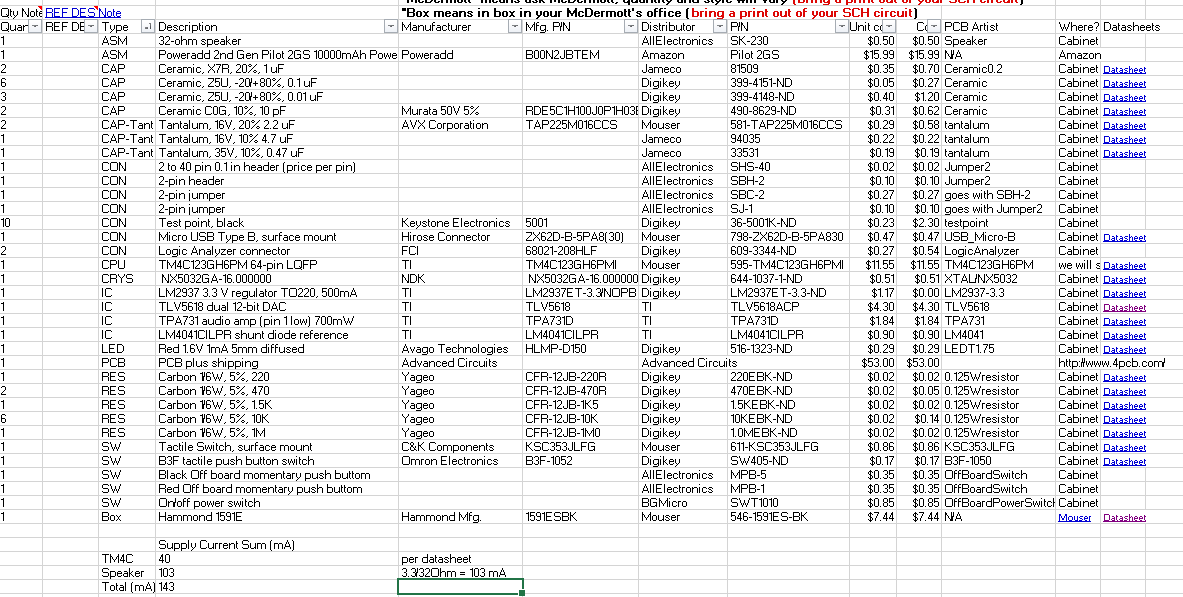 "McDermott" means ask McDermott, quantity and style will vary (bring a print out of your SCH circuit)
Qty Note REF DES Note "Box means in box in your McDermott's office (bring a print out of your SCH circuit)
Quan REF DE Type Description Manufacturer Mfg. P/N Distributor P/N Unit co Co PCB Artist Where? Datasheets
1 ASM 32-ohm speaker AllElectronics SK-230 $0.50 $0.50 Speaker Cabinet
1 ASM Poweradd 2nd Gen Pilot 2GS 10000mAh Powe Poweradd B00N2JBTEM Amazon Pilot 2GS $15.99 $15.99 N/A Amazon
2 CAP Ceramic, X7R, 20%, 1 uF Jameco 81509 $0.35 $0.70 Ceramic0.2 Cabinet Datasheet
6 CAP Ceramic, Z5U, -20/+80%, 0.1 uF Digikey 399-4151-ND $0.05 $0.27 Ceramic Cabinet Datasheet
3 CAP Ceramic, Z5U, -20/+80%, 0.01 uF Digikey 399-4148-ND $0.40 $1.20 Ceramic Cabinet Datasheet
2 CAP Ceramic C0G, 10%, 10 pF Murata 50V 5% RDE5C1H100J0P1H03B Digikey 490-8629-ND $0.31 $0.62 Ceramic Cabinet Datasheet
2 CAP-Tant Tantalum, 16V, 20% 2.2 uF AVX Corporation TAP225M016CCS Mouser 581-TAP225M016CCS $0.29 $0.58 tantalum Cabinet Datasheet
1 CAP-Tant Tantalum, 16V, 10% 4.7 uF Jameco 94035 $0.22 $0.22 tantalum Cabinet Datasheet
1 CAP-Tant Tantalum, 35V, 10%, 0.47 uF Jameco 33531 $0.19 $0.19 tantalum Cabinet Datasheet
1 CON 2 to 40 pin 0.1 in header (price per pin) AllElectronics SHS-40 $0.02 $0.02 Jumper2 Cabinet
1 CON 2-pin header AllElectronics SBH-2 $0.10 $0.10 Jumper2 Cabinet
1 CON 2-pin jumper AllElectronics SBC-2 $0.27 $0.27 goes with SBH-2 Cabinet
1 CON 2-pin jumper AllElectronics SJ-1 $0.10 $0.10 goes with Jumper2 Cabinet
10 CON Test point, black Keystone Electronics 5001 Digikey 36-5001K-ND $0.23 $2.30 testpoint Cabinet
1 CON Micro USB Type B, surface mount Hirose Connector ZX62D-B-5PA8(30) Mouser 798-ZX62D-B-5PA830 $0.47 $0.47 USB_Micro-B Cabinet Datasheet
2 CON Logic Analyzer connector FCI 68021-208HLF Digikey 609-3344-ND $0.27 $0.54 LogicAnalyzer Cabinet Datasheet
1 CPU TM4C123GH6PM 64-pin LQFP TI TM4C123GH6PMI Mouser 595-TM4C123GH6PMI $11.55 $11.55 TM4C123GH6PM we will s Datasheet
1 CRYS NX5032GA-16.000000 NDK NX5032GA-16.000000 Digikey 644-1037-1-ND $0.51 $0.51 XTAL/NX5032 Cabinet Datasheet
1 IC LM2937 3.3 V regulator TO220, 500mA TI LM2937ET-3.3/NOPB Digikey LM2937ET-3.3-ND $1.17 $0.00 LM2937-3.3 Cabinet Datasheet
1 IC TLV5618 dual 12-bit DAC TI TLV5618 TI TLV5618ACP $4.30 $4.30 TLV5618 Cabinet Datasheet
1 IC TPA731 audio amp (pin 1 low) 700mW TI TPA731D TI TPA731D $1.84 $1.84 TPA731 Cabinet Datasheet
1 IC LM4041CILPR shunt diode reference TI LM4041CILPR TI LM4041CILPR $0.90 $0.90 LM4041 Cabinet Datasheet
1 LED Red 1.6V 1mA 5mm diffused Avago Technologies HLMP-D150 Digikey 516-1323-ND $0.29 $0.29 LEDT1.75 Cabinet Datasheet
1 PCB PCB plus shipping Advanced Circuits Advanced Circuits $53.00 $53.00 http://www.4pcb.com/
1 RES Carbon 1/6W, 5%, 220 Yageo CFR-12JB-220R Digikey 220EBK-ND $0.02 $0.02 0.125Wresistor Cabinet Datasheet
2 RES Carbon 1/6W, 5%, 470 Yageo CFR-12JB-470R Digikey 470EBK-ND $0.02 $0.05 0.125Wresistor Cabinet Datasheet
1 RES Carbon 1/6W, 5%, 1.5K Yageo CFR-12JB-1K5 Digikey 1.5KEBK-ND $0.02 $0.02 0.125Wresistor Cabinet Datasheet
6 RES Carbon 1/6W, 5%, 10K Yageo CFR-12JB-10K Digikey 10KEBK-ND $0.02 $0.14 0.125Wresistor Cabinet Datasheet
1 RES Carbon 1/6W, 5%, 1M Yageo CFR-12JB-1M0 Digikey 1.0MEBK-ND $0.02 $0.02 0.125Wresistor Cabinet Datasheet
1 SW Tactile Switch, surface mount C&K Components KSC353JLFG Mouser 611-KSC353JLFG $0.86 $0.86 KSC353JLFG Cabinet Datasheet
1 SW B3F tactile push button switch Omron Electronics B3F-1052 Digikey SW405-ND $0.17 $0.17 B3F-1050 Cabinet Datasheet
1 SW Black Off board momentary push buttom AllElectronics MPB-5 $0.35 $0.35 OffBoardSwitch Cabinet
1 SW Red Off board momentary push buttom AllElectronics MPB-1 $0.35 $0.35 OffBoardSwitch Cabinet
1 SW On/off power switch BGMicro SWT1010 $0.85 $0.85 OffBoardPowerSwitch Cabinet
1 Box Hammond 1591E Hammond Mfg. 1591ESBK Mouser 546-1591ES-BK $7.44 $7.44 N/A Mouser Datasheet
Supply Current Sum (mA)
TM4C 40 per datasheet
Speaker 103 3.3/32Ohm = 103 mA
Total (mA) 143